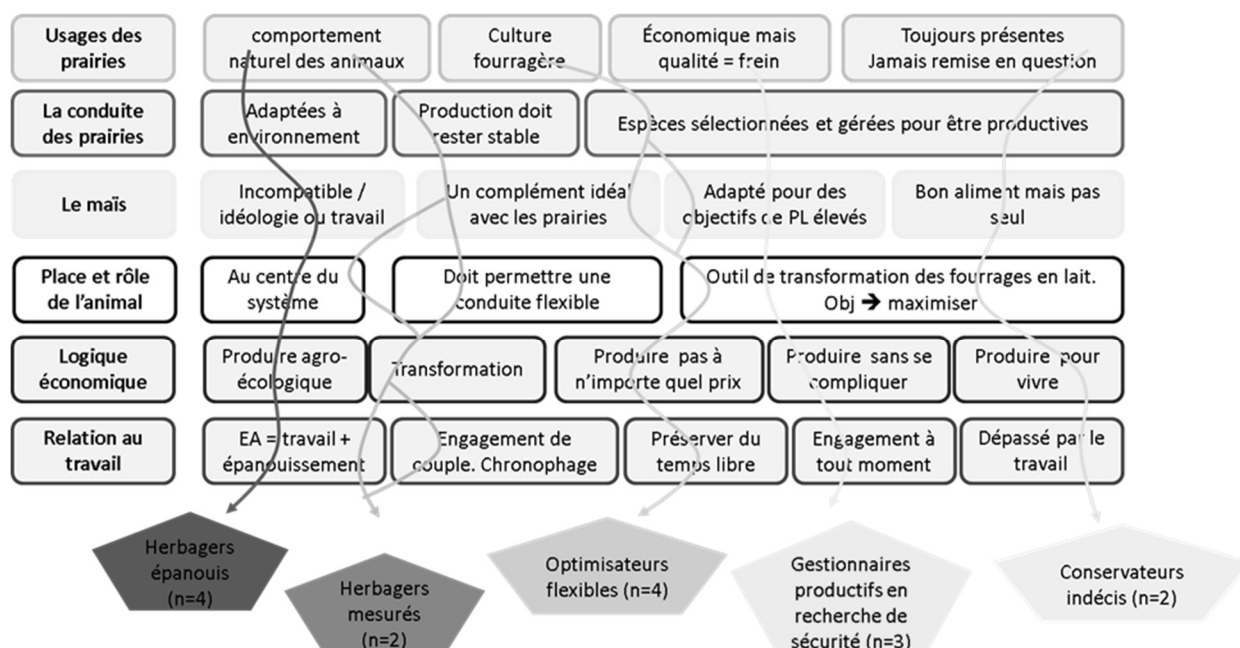 Usages des
prairies
comportement
naturel des animaux
Culture
fourragère
Économique mais
qualité = frein
Toujours présentes
Jamais remise en question
La conduite
des prairies
Adaptées à
environnement
Production doit
rester stable
Espèces sélectionnées et gérées pour être productives
Le maïs
Incompatible /
idéologie ou travail
Un complément idéal
avec les prairies
Adapté pour des
objectifs de PL élevés
Bon aliment mais pas
seul
Place et rôle
de l'animal
Au centre du
système
Doit permettre une
conduite flexible
Outil de transformation des fourrages en lait.
Obj ➔ maximiser
Logique
économique
Produire agro-
écologique
Transformation
Produire pas à
n'importe quel prix
Produire sans se
compliquer
Produire pour
vivre
Relation au
travail
EA = travail +
épanouissement
Engagement de
couple. Chronophage
Préserver du
temps libre
Engagement à
tout moment
Dépassé par le
travail
Herbagers
épanouis
(n=4)
Herbagers
mesurés
(n=2)
Optimisateurs
flexibles (n=4)
Gestionnaires
productifs en
recherche de
sécurité (n=3)
Conservateurs
indécis (n=2)